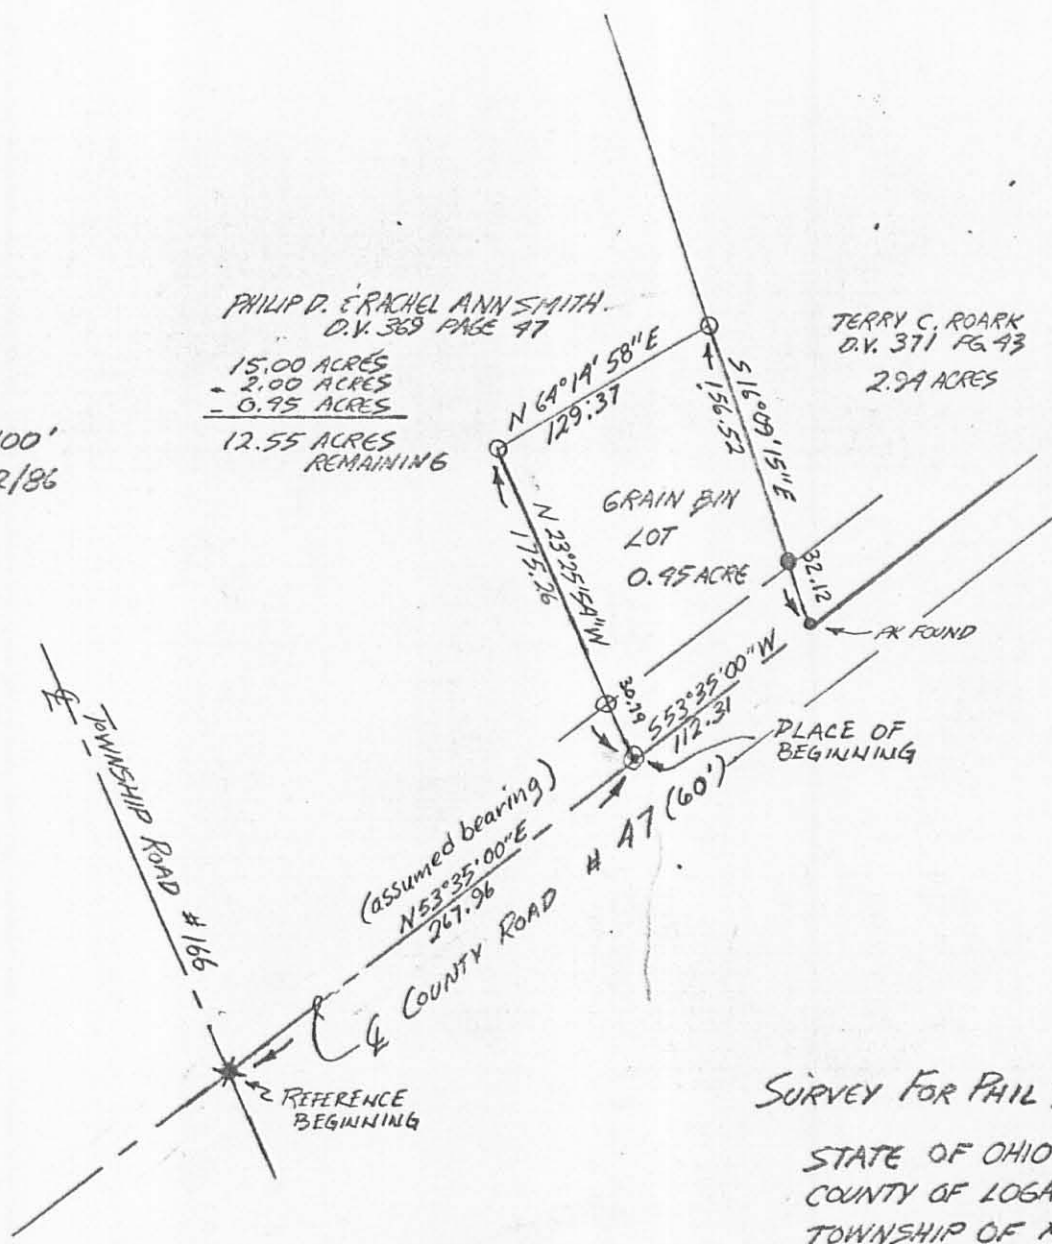 PHILIP D. & RACHEL ANN SMITH
D.V. 369 PAGE 47
15.00 ACRES
- 2.00 ACRES
- 0.45 ACRES
12.55 ACRES
REMAINING
00'
2/86
TERRY C. ROARK
D.V. 371 PG. 43
2.94 ACRES
N 64°14'58"E
129.37
S 16°09'15"E
156.52
32.12
GRAIN BIN
LOT
0.45 ACRE
N 23°25'54"W
175.26
30.79
PK FOUND
S53°35'00"W
112.31
PLACE OF
BEGINNING
(assumed bearing)
N53°35'00"E
267.96
℄ COUNTY ROAD # 47 (60')
℄
TOWNSHIP ROAD #166
REFERENCE
BEGINNING
SURVEY FOR PHIL
STATE OF OHIO
COUNTY OF LOGA
TOWNSHIP OF